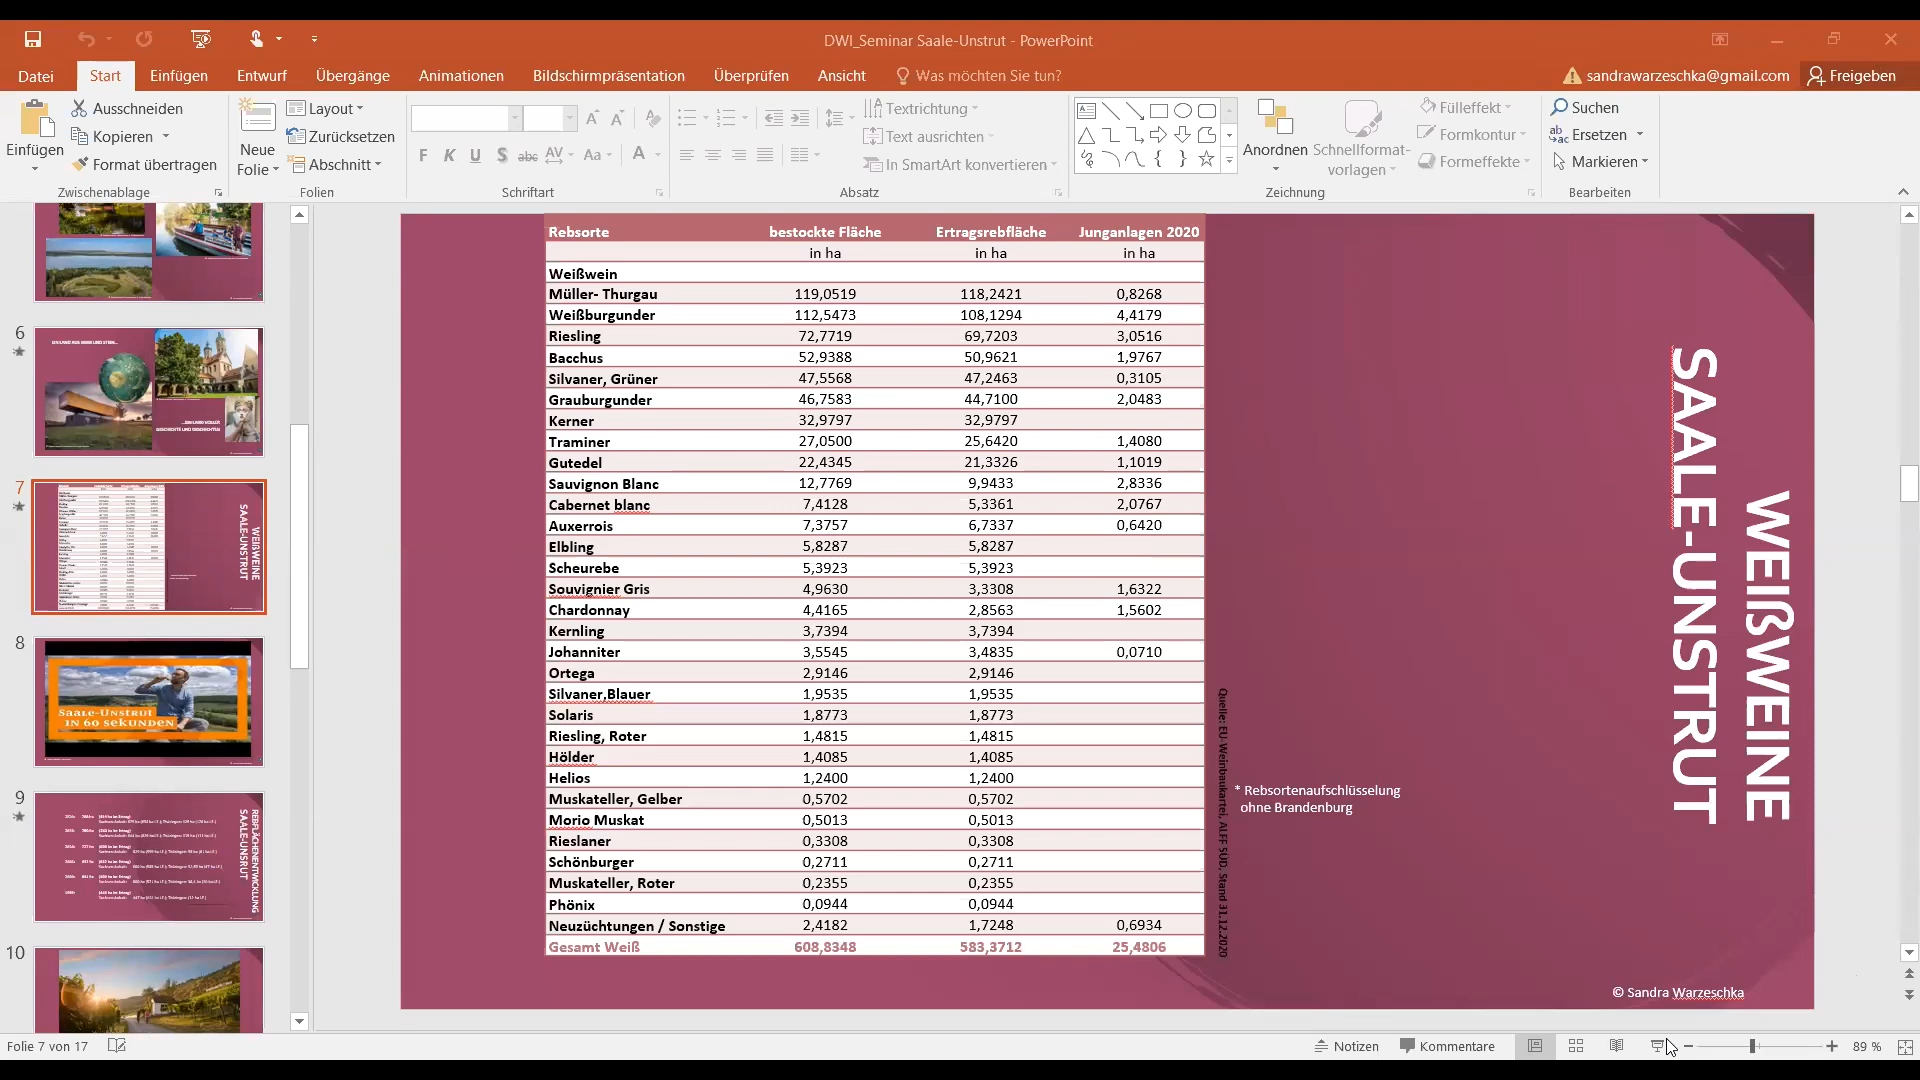 DWI_Seminar Saale-Unstrut - PowerPoint
Datei Start Einfügen Entwurf Übergänge Animationen Bildschirmpräsentation Überprüfen Ansicht Was möchten Sie tun? sandrawarzeschka@gmail.com Freigeben
Einfügen
Ausschneiden
Kopieren
Format übertragen
Zwischenablage
Neue
Folie
Layout
Zurücksetzen
Abschnitt
Folien
F K U S abc AV Aa A
Schriftart
Textrichtung
Text ausrichten
In SmartArt konvertieren
Absatz
Anordnen
Schnellformat-
vorlagen
Fülleffekt
Formkontur
Formeffekte
Zeichnung
Suchen
Ersetzen
Markieren
Bearbeiten
6
7
WEIßWEINE
SAALE-UNSTRUT
8
SAALE-UNSTRUT
IN 60 SEKUNDEN
9
REBFLÄCHENENTWICKLUNG
10
Rebsorte bestockte Fläche Ertragsrebfläche Junganlagen 2020
in ha in ha in ha
Weißwein
Müller- Thurgau 119,0519 118,2421 0,8268
Weißburgunder 112,5473 108,1294 4,4179
Riesling 72,7719 69,7203 3,0516
Bacchus 52,9388 50,9621 1,9767
Silvaner, Grüner 47,5568 47,2463 0,3105
Grauburgunder 46,7583 44,7100 2,0483
Kerner 32,9797 32,9797
Traminer 27,0500 25,6420 1,4080
Gutedel 22,4345 21,3326 1,1019
Sauvignon Blanc 12,7769 9,9433 2,8336
Cabernet blanc 7,4128 5,3361 2,0767
Auxerrois 7,3757 6,7337 0,6420
Elbling 5,8287 5,8287
Scheurebe 5,3923 5,3923
Souvignier Gris 4,9630 3,3308 1,6322
Chardonnay 4,4165 2,8563 1,5602
Kernling 3,7394 3,7394
Johanniter 3,5545 3,4835 0,0710
Ortega 2,9146 2,9146
Silvaner,Blauer 1,9535 1,9535
Solaris 1,8773 1,8773
Riesling, Roter 1,4815 1,4815
Hölder 1,4085 1,4085
Helios 1,2400 1,2400
Muskateller, Gelber 0,5702 0,5702
Morio Muskat 0,5013 0,5013
Rieslaner 0,3308 0,3308
Schönburger 0,2711 0,2711
Muskateller, Roter 0,2355 0,2355
Phönix 0,0944 0,0944
Neuzüchtungen / Sonstige 2,4182 1,7248 0,6934
Gesamt Weiß 608,8348 583,3712 25,4806
Quelle: EU-Weinbaukartei, ALFF SÜD, Stand 31.12.2020
* Rebsortenaufschlüsselung
ohne Brandenburg
WEIßWEINE
SAALE-UNSTRUT
© Sandra Warzeschka
Folie 7 von 17 Notizen Kommentare 89 %